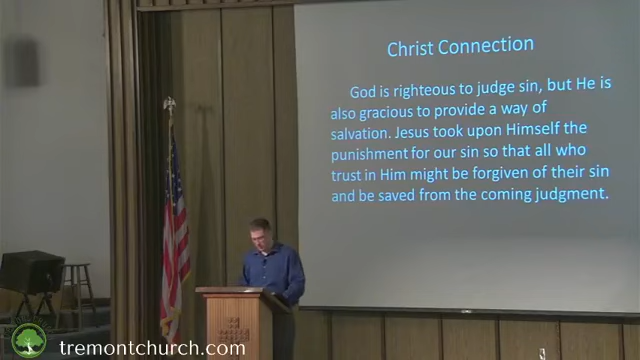 Christ Connection
God is righteous to judge sin, but He is
also gracious to provide a way of
salvation. Jesus took upon Himself the
punishment for our sin so that all who
trust in Him might be forgiven of their sin
and be saved from the coming judgment.
tremontchurch.com